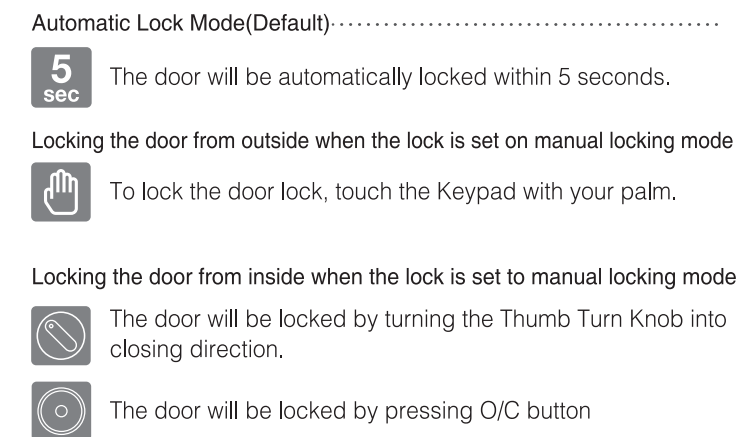 Automatic Lock Mode(Default)········································
5
sec
The door will be automatically locked within 5 seconds.
Locking the door from outside when the lock is set on manual locking mode
To lock the door lock, touch the Keypad with your palm.
Locking the door from inside when the lock is set to manual locking mode
The door will be locked by turning the Thumb Turn Knob into
closing direction.
The door will be locked by pressing O/C button